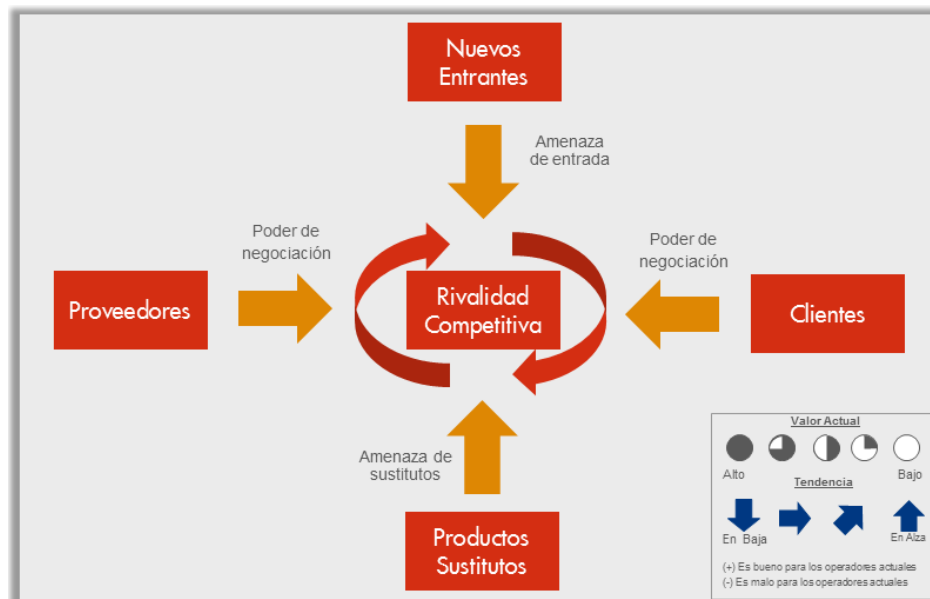 Nuevos
Entrantes
Amenaza
de entrada
Poder de
negociación
Poder de
negociación
Proveedores
Rivalidad
Competitiva
Clientes
Amenaza de
sustitutos
Productos
Sustitutos
Valor Actual
Alto
Bajo
Tendencia
En Baja
En Alza
(+) Es bueno para los operadores actuales
(-) Es malo para los operadores actuales